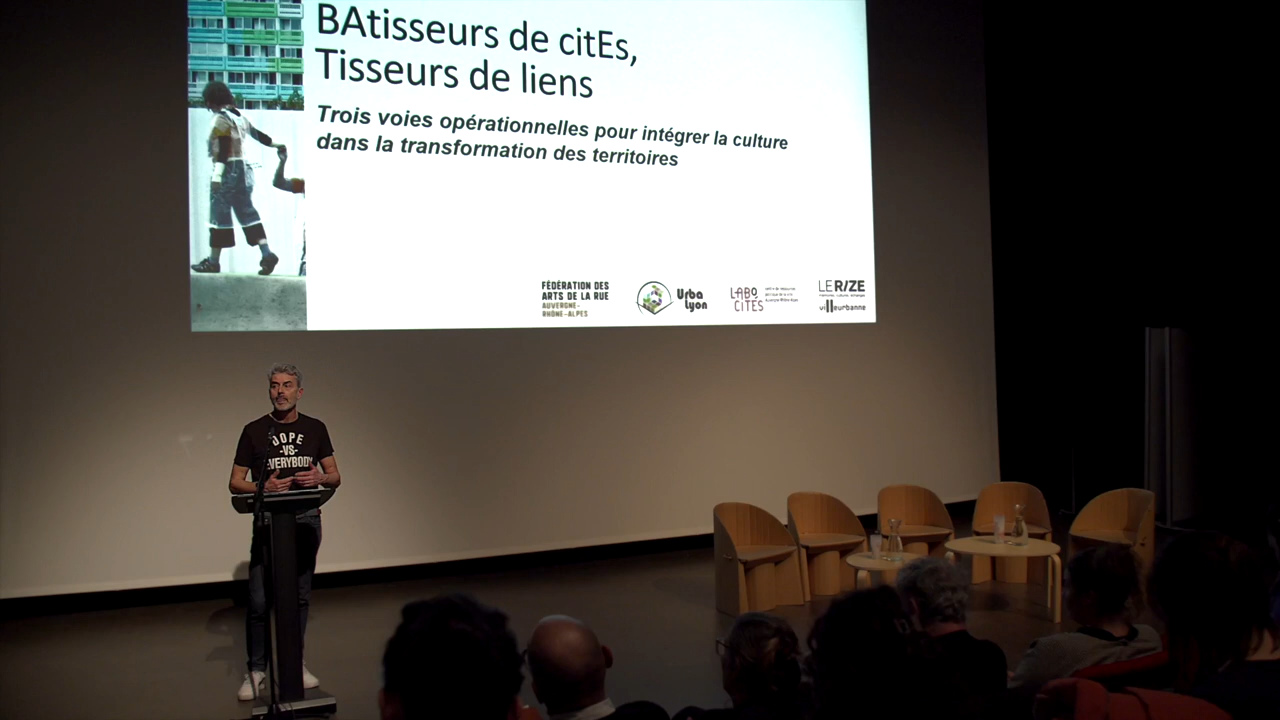 BAtisseurs de citEs,
Tisseurs de liens
Trois voies opérationnelles pour intégrer la culture
dans la transformation des territoires
FÉDÉRATION DES
ARTS DE LA RUE
AUVERGNE-
RHÔNE-ALPES
Urba
Lyon
LABO
CITÉS
LE RIZE
villeurbanne
DOPE
-VS-
EVERYBODY